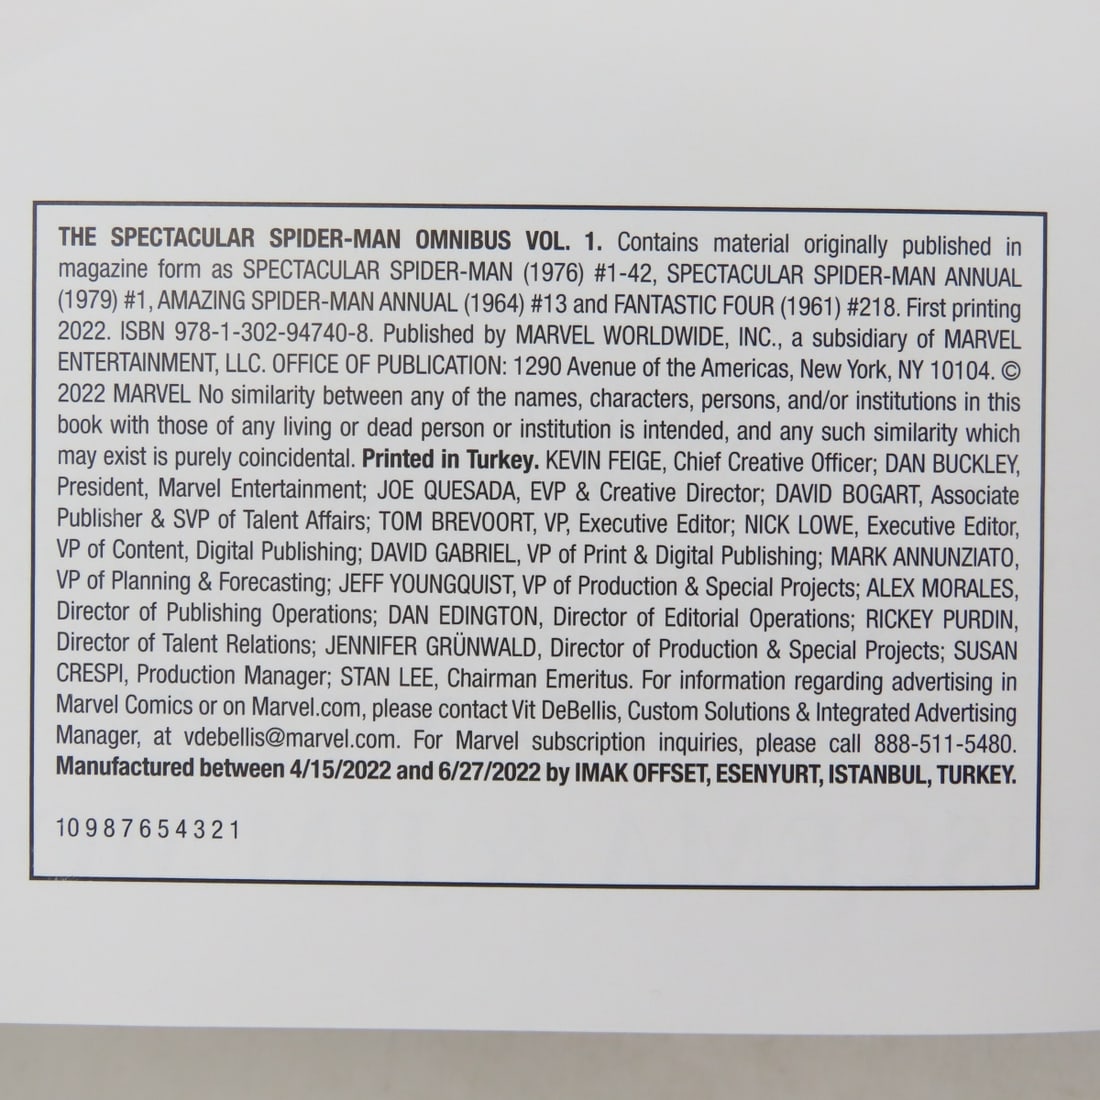 THE SPECTACULAR SPIDER-MAN OMNIBUS VOL. 1. Contains material originally published in
magazine form as SPECTACULAR SPIDER-MAN (1976) #1-42, SPECTACULAR SPIDER-MAN ANNUAL
(1979) #1, AMAZING SPIDER-MAN ANNUAL (1964) #13 and FANTASTIC FOUR (1961) #218. First printing
2022. ISBN 978-1-302-94740-8. Published by MARVEL WORLDWIDE, INC., a subsidiary of MARVEL
ENTERTAINMENT, LLC. OFFICE OF PUBLICATION: 1290 Avenue of the Americas, New York, NY 10104. ©
2022 MARVEL No similarity between any of the names, characters, persons, and/or institutions in this
book with those of any living or dead person or institution is intended, and any such similarity which
may exist is purely coincidental. Printed in Turkey. KEVIN FEIGE, Chief Creative Officer; DAN BUCKLEY,
President, Marvel Entertainment; JOE QUESADA, EVP & Creative Director; DAVID BOGART, Associate
Publisher & SVP of Talent Affairs; TOM BREVOORT, VP, Executive Editor; NICK LOWE, Executive Editor,
VP of Content, Digital Publishing; DAVID GABRIEL, VP of Print & Digital Publishing; MARK ANNUNZIATO,
VP of Planning & Forecasting; JEFF YOUNGQUIST, VP of Production & Special Projects; ALEX MORALES,
Director of Publishing Operations; DAN EDINGTON, Director of Editorial Operations; RICKEY PURDIN,
Director of Talent Relations; JENNIFER GRÜNWALD, Director of Production & Special Projects; SUSAN
CRESPI, Production Manager; STAN LEE, Chairman Emeritus. For information regarding advertising in
Marvel Comics or on Marvel.com, please contact Vit DeBellis, Custom Solutions & Integrated Advertising
Manager, at vdebellis@marvel.com. For Marvel subscription inquiries, please call 888-511-5480.
Manufactured between 4/15/2022 and 6/27/2022 by IMAK OFFSET, ESENYURT, ISTANBUL, TURKEY.
10 9 8 7 6 5 4 3 2 1